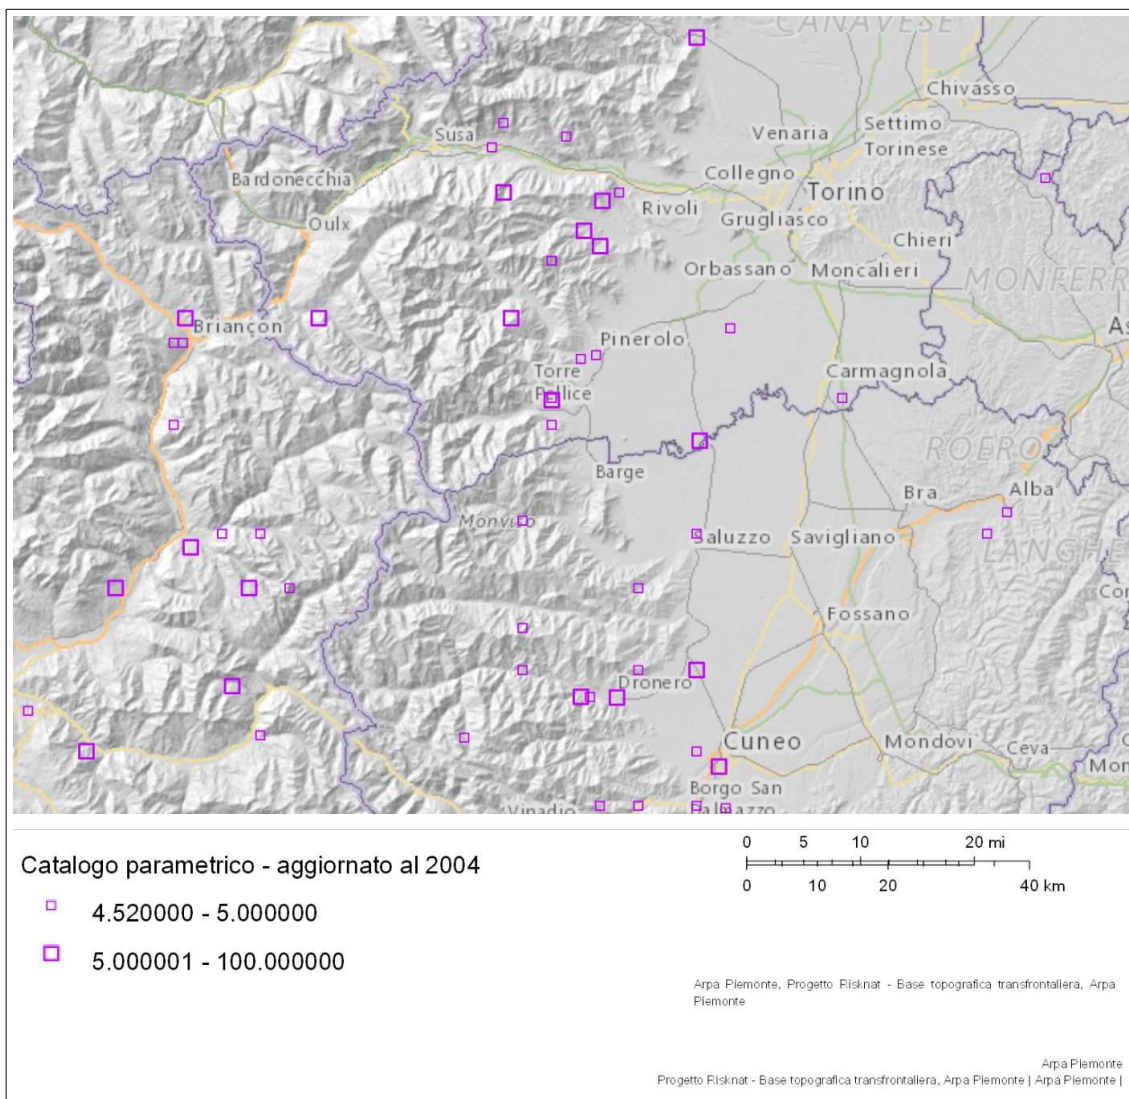 CANAVESE
Chivasso
Susa
Venaria
Settimo
Torinese
Collegno
Bardonecchia
Torino
Rivoli
Oulx
Grugliasco
Chieri
Orbassano
Moncalieri
MONFERR
Briançon
Pinerolo
As
Torre
Pellice
Carmagnola
ROERO
Barge
Alba
Bra
Monviso
Saluzzo
Savigliano
LANGHE
Co
Fossano
Dronero
Cuneo
Mondovi
Ceva
C
Mon
Borgo San
Dalmazzo
Vinadio
Catalogo parametrico - aggiornato al 2004
4.520000 - 5.000000
5.000001 - 100.000000
0 5 10 20 mi
0 10 20 40 km
Arpa Piemonte, Progetto Risknat - Base topografica transfrontaliera, Arpa
Piemonte
Arpa Piemonte
Progetto Risknat - Base topografica transfrontaliera, Arpa Piemonte | Arpa Piemonte |